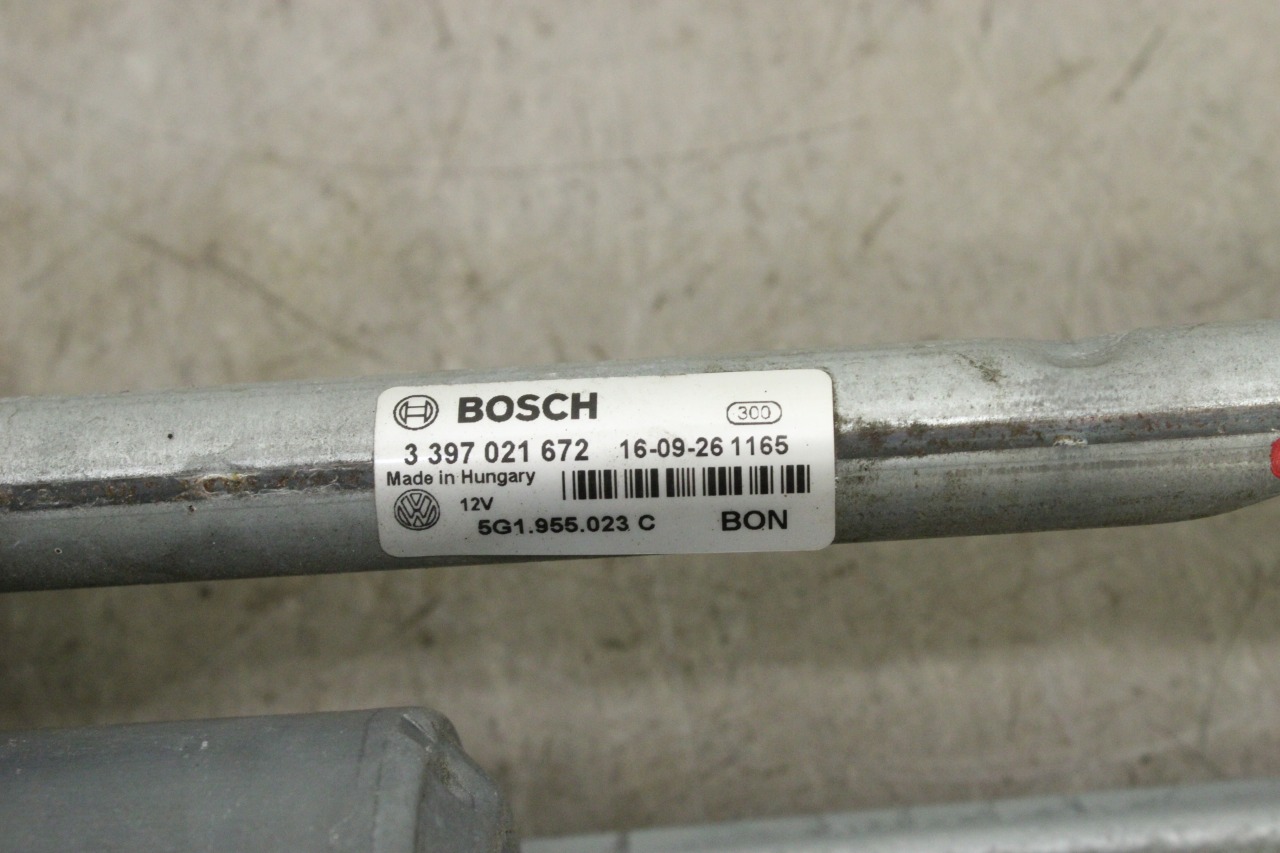 BOSCH 300
3 397 021 672 16-09-26 1165
Made in Hungary
12V
5G1.955.023 C BON